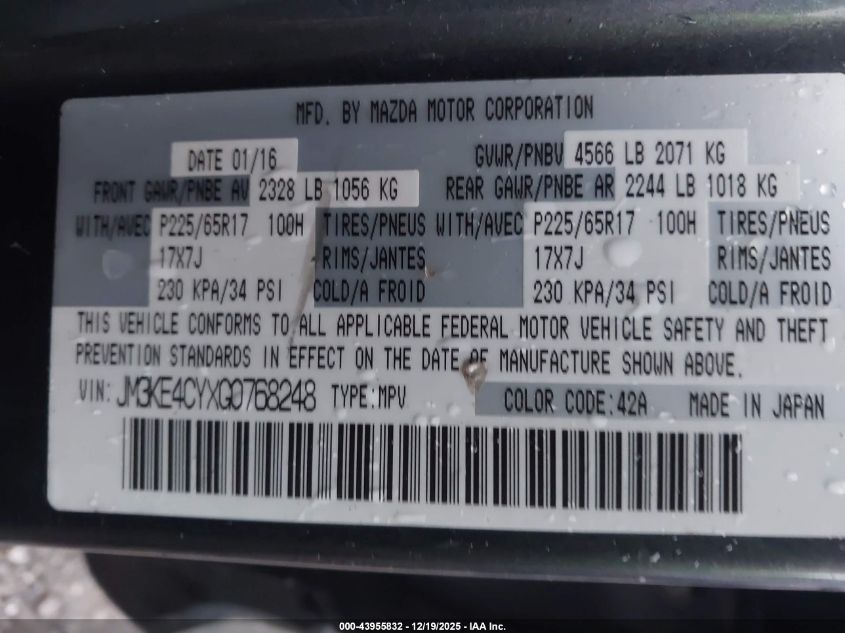 MFD. BY MAZDA MOTOR CORPORATION
DATE 01/16 GVWR/PNBV 4566 LB 2071 KG
FRONT GAWR/PNBE AV 2328 LB 1056 KG REAR GAWR/PNBE AR 2244 LB 1018 KG
WITH/AVEC P225/65R17 100H TIRES/PNEUS WITH/AVEC P225/65R17 100H TIRES/PNEUS
17X7J RIMS/JANTES 17X7J RIMS/JANTES
230 KPA/34 PSI COLD/A FROID 230 KPA/34 PSI COLD/A FROID
THIS VEHICLE CONFORMS TO ALL APPLICABLE FEDERAL MOTOR VEHICLE SAFETY AND THEFT
PREVENTION STANDARDS IN EFFECT ON THE DATE OF MANUFACTURE SHOWN ABOVE.
VIN: JM3KE4CYXG0768248 TYPE:MPV COLOR CODE:42A MADE IN JAPAN
000-43955832 - 12/19/2025 - IAA Inc.